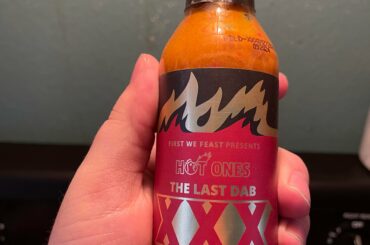 FIRST WE FEAST PRESENTS
HOT ONES
THE LAST DAB
XXX